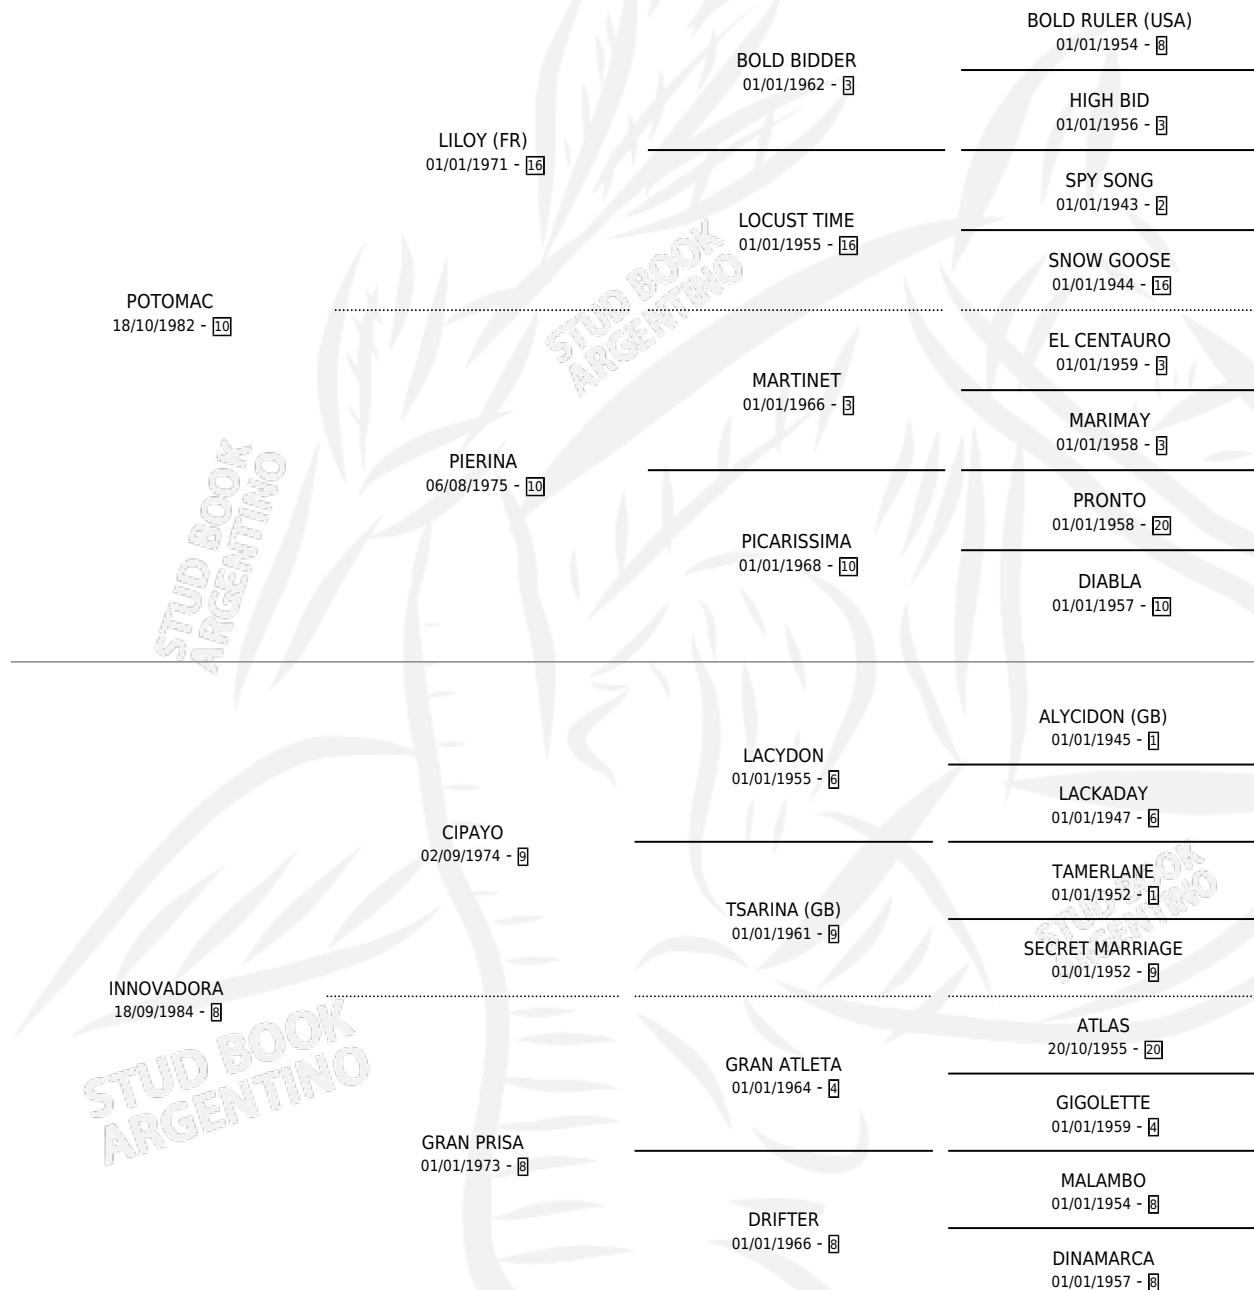 BOLD RULER (USA)
01/01/1954 - 8
BOLD BIDDER
01/01/1962 - 3
HIGH BID
01/01/1956 - 3
LILOY (FR)
01/01/1971 - 16
SPY SONG
01/01/1943 - 2
LOCUST TIME
01/01/1955 - 16
SNOW GOOSE
01/01/1944 - 16
POTOMAC
18/10/1982 - 10
EL CENTAURO
01/01/1959 - 3
MARTINET
01/01/1966 - 3
MARIMAY
01/01/1958 - 3
PIERINA
06/08/1975 - 10
PRONTO
01/01/1958 - 20
PICARISSIMA
01/01/1968 - 10
DIABLA
01/01/1957 - 10
ALYCIDON (GB)
01/01/1945 - 1
LACYDON
01/01/1955 - 6
LACKADAY
01/01/1947 - 6
CIPAYO
02/09/1974 - 9
TAMERLANE
01/01/1952 - 1
TSARINA (GB)
01/01/1961 - 9
SECRET MARRIAGE
01/01/1952 - 9
INNOVADORA
18/09/1984 - 8
ATLAS
20/10/1955 - 20
GRAN ATLETA
01/01/1964 - 4
GIGOLETTE
01/01/1959 - 4
GRAN PRISA
01/01/1973 - 8
MALAMBO
01/01/1954 - 8
DRIFTER
01/01/1966 - 8
DINAMARCA
01/01/1957 - 8
STUD BOOK
ARGENTINO
STUD BOOK
ARGENTINO
STUD BOOK
ARGENTINO
STUD BOOK
ARGENTINO